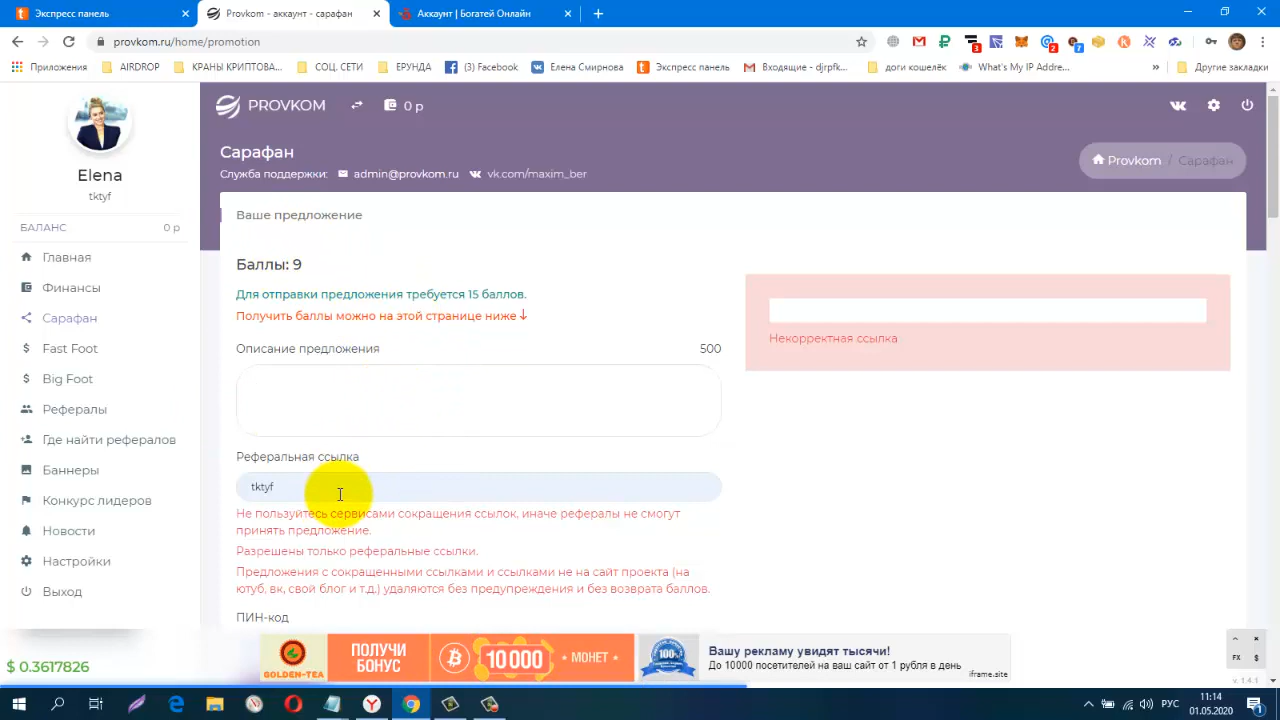 Экспресс панель
Provkom - аккаунт - сарафан
Аккаунт | Богатей Онлайн
provkom.ru/home/promotion
Приложения
AIRDROP
КРАНЫ КРИПТОВА...
СОЦ. СЕТИ
ЕРУНДА
(3) Facebook
Елена Смирнова
Экспресс панель
Входящие - djrpfk...
доги кошелёк
What's My IP Addre...
»
Другие закладки
PROVKOM
0 р
Elena
tktyf
БАЛАНС 0 р
Главная
Финансы
Сарафан
Fast Foot
Big Foot
Рефералы
Где найти рефералов
Баннеры
Конкурс лидеров
Новости
Настройки
Выход
$ 0.3617826
Сарафан
Служба поддержки: admin@provkom.ru vk.com/maxim_ber
Provkom / Сарафан
Ваше предложение
Баллы: 9
Для отправки предложения требуется 15 баллов.
Получить баллы можно на этой странице ниже
Описание предложения 500
Реферальная ссылка
tktyf
Не пользуйтесь сервисами сокращения ссылок, иначе рефералы не смогут
принять предложение.
Разрешены только реферальные ссылки.
Предложения с сокращенными ссылками и ссылками не на сайт проекта (на
ютуб, вк, свой блог и т.д.) удаляются без предупреждения и без возврата баллов.
ПИН-код
Некорректная ссылка
GOLDEN-TEA
ПОЛУЧИ
БОНУС
10 000
• МОНЕТ •
100%
Вашу рекламу увидят тысячи!
До 10000 посетителей на ваш сайт от 1 рубля в день
iframe.site
FX $
v. 1.4.1
РУС
11:14
01.05.2020